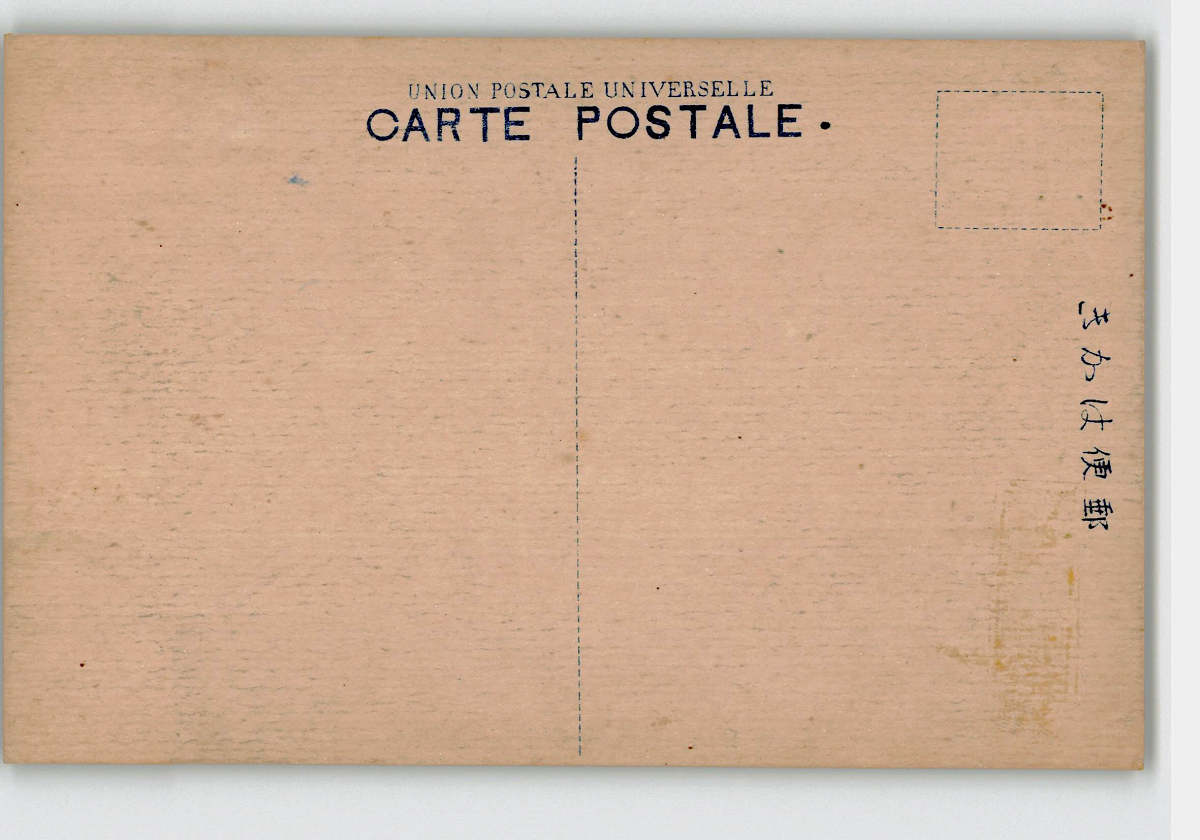 UNION POSTALE UNIVERSELLE
CARTE POSTALE.
郵便はかき